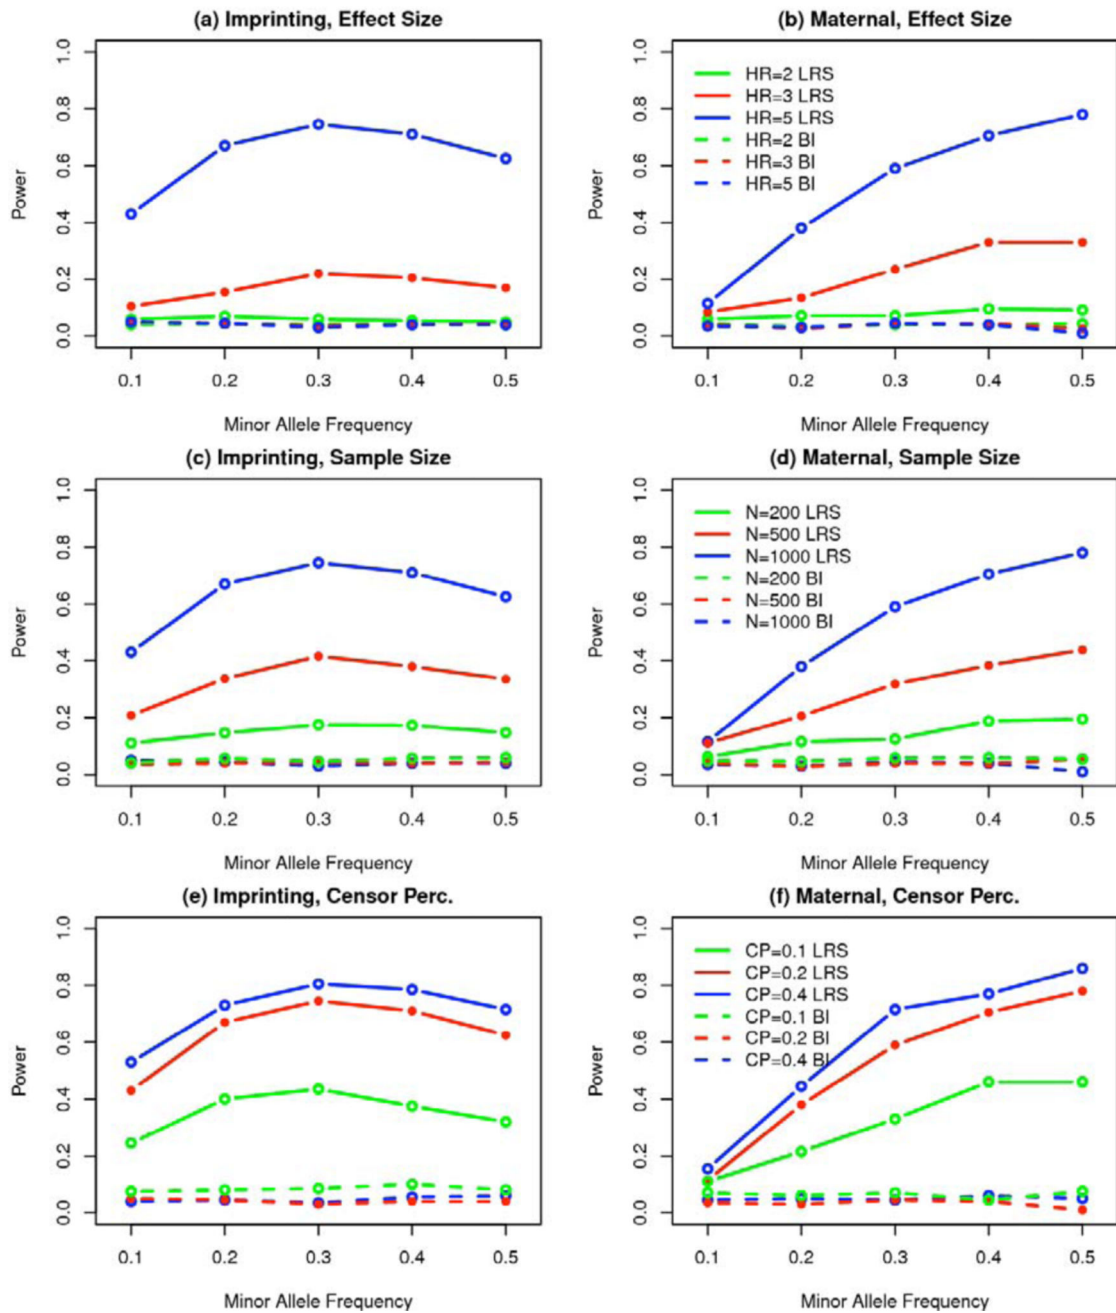 (a) Imprinting, Effect Size
Power
0.0 0.2 0.4 0.6 0.8 1.0
0.1 0.2 0.3 0.4 0.5
Minor Allele Frequency
(b) Maternal, Effect Size
HR=2 LRS
HR=3 LRS
HR=5 LRS
HR=2 BI
HR=3 BI
HR=5 BI
Power
0.0 0.2 0.4 0.6 0.8 1.0
0.1 0.2 0.3 0.4 0.5
Minor Allele Frequency
(c) Imprinting, Sample Size
Power
0.0 0.2 0.4 0.6 0.8 1.0
0.1 0.2 0.3 0.4 0.5
Minor Allele Frequency
(d) Maternal, Sample Size
N=200 LRS
N=500 LRS
N=1000 LRS
N=200 BI
N=500 BI
N=1000 BI
Power
0.0 0.2 0.4 0.6 0.8 1.0
0.1 0.2 0.3 0.4 0.5
Minor Allele Frequency
(e) Imprinting, Censor Perc.
Power
0.0 0.2 0.4 0.6 0.8 1.0
0.1 0.2 0.3 0.4 0.5
Minor Allele Frequency
(f) Maternal, Censor Perc.
CP=0.1 LRS
CP=0.2 LRS
CP=0.4 LRS
CP=0.1 BI
CP=0.2 BI
CP=0.4 BI
Power
0.0 0.2 0.4 0.6 0.8 1.0
0.1 0.2 0.3 0.4 0.5
Minor Allele Frequency